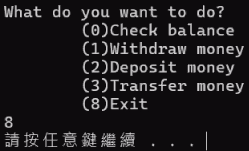 What do you want to do?
(0)Check balance
(1)Withdraw money
(2)Deposit money
(3)Transfer money
(8)Exit
8
請按任意鍵繼續 . . .